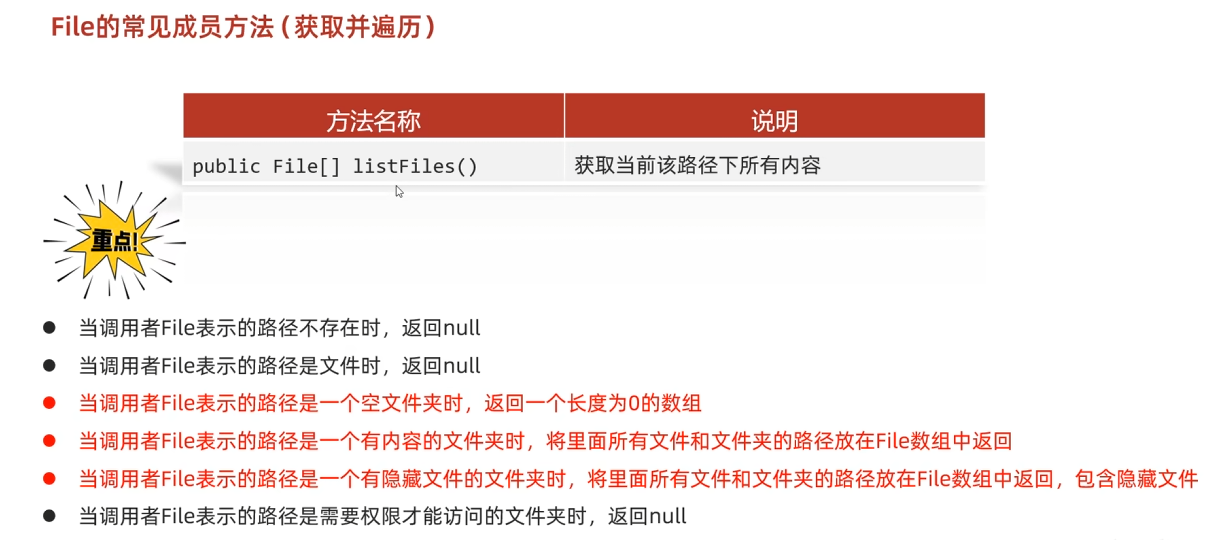 File的常见成员方法（获取并遍历）
方法名称 说明
public File[] listFiles() 获取当前该路径下所有内容
重点!
● 当调用者File表示的路径不存在时，返回null
● 当调用者File表示的路径是文件时，返回null
● 当调用者File表示的路径是一个空文件夹时，返回一个长度为0的数组
● 当调用者File表示的路径是一个有内容的文件夹时，将里面所有文件和文件夹的路径放在File数组中返回
● 当调用者File表示的路径是一个有隐藏文件的文件夹时，将里面所有文件和文件夹的路径放在File数组中返回，包含隐藏文件
● 当调用者File表示的路径是需要权限才能访问的文件夹时，返回null